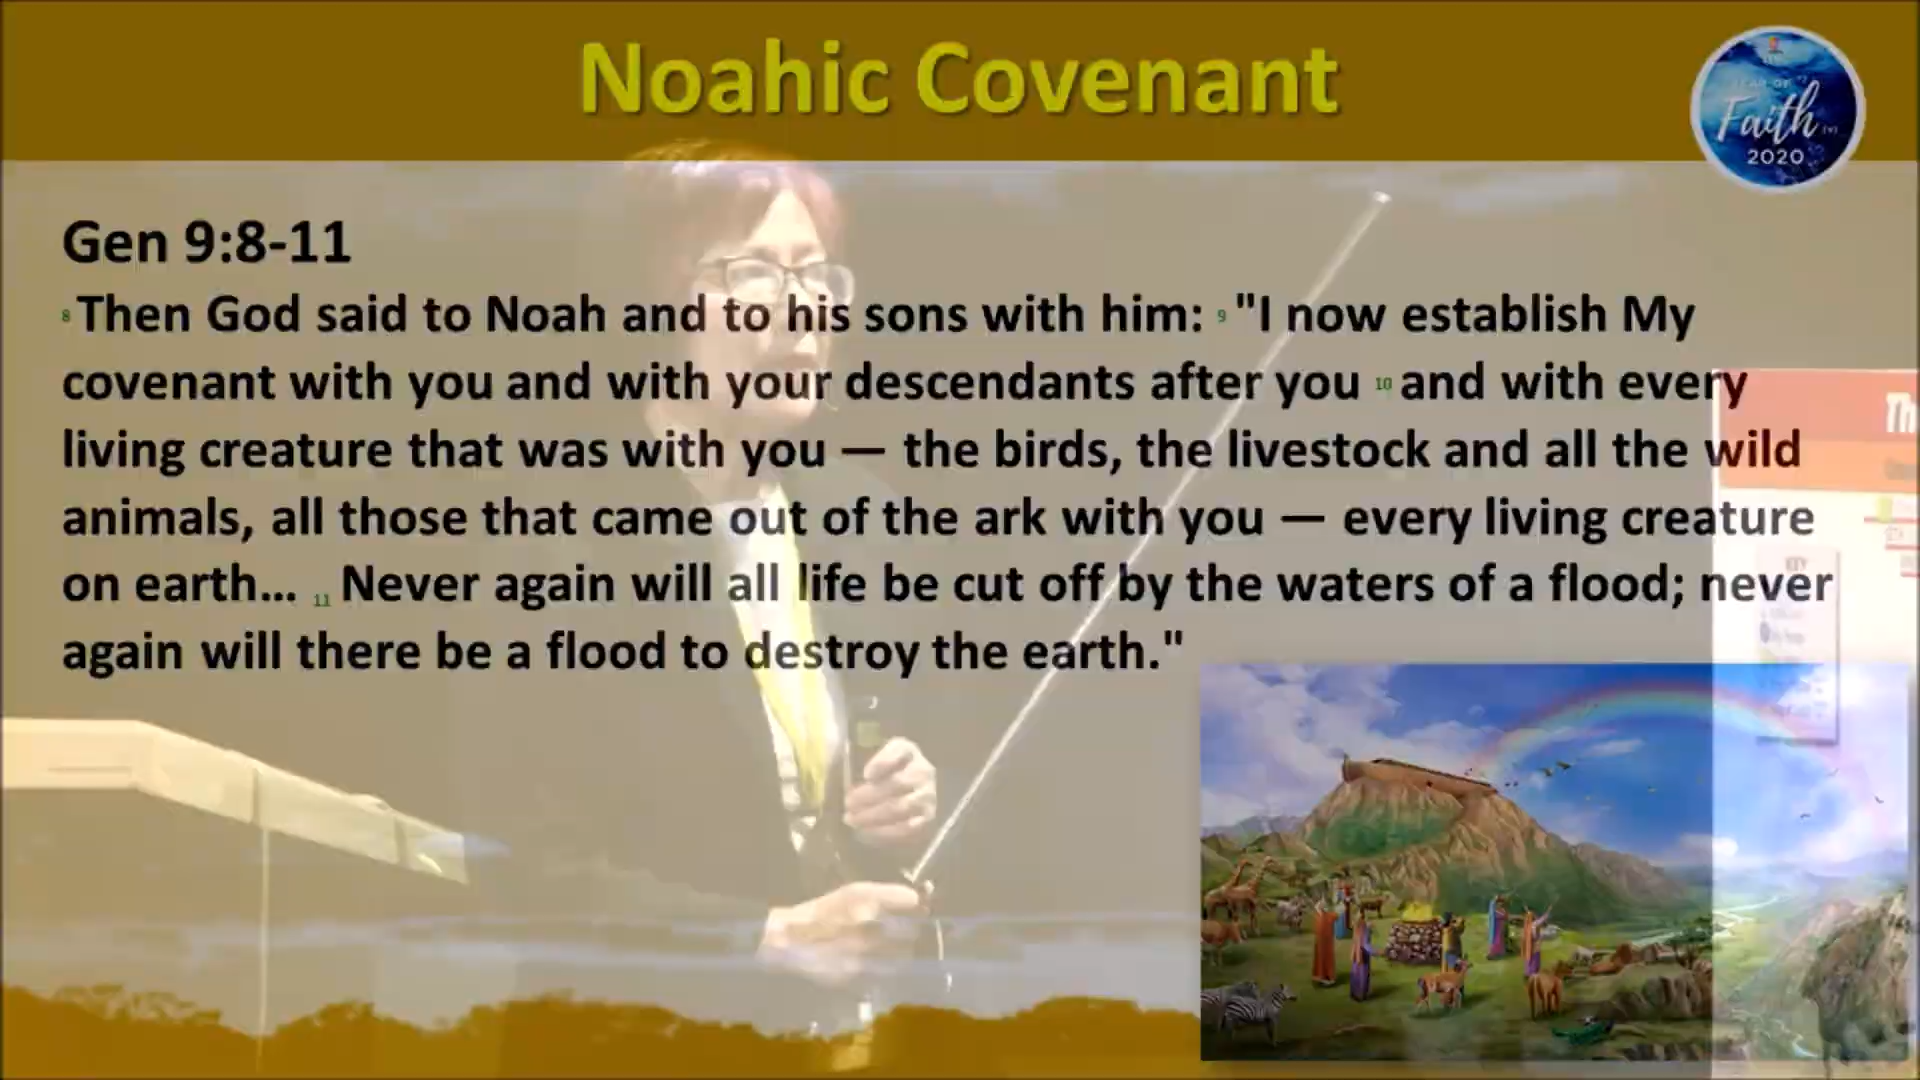 Noahic Covenant
YEAR OF
Faith
2020
Gen 9:8-11
8 Then God said to Noah and to his sons with him: 9 "I now establish My
covenant with you and with your descendants after you 10 and with every
living creature that was with you — the birds, the livestock and all the wild
animals, all those that came out of the ark with you — every living creature
on earth... 11 Never again will all life be cut off by the waters of a flood; never
again will there be a flood to destroy the earth."
Th
KEY